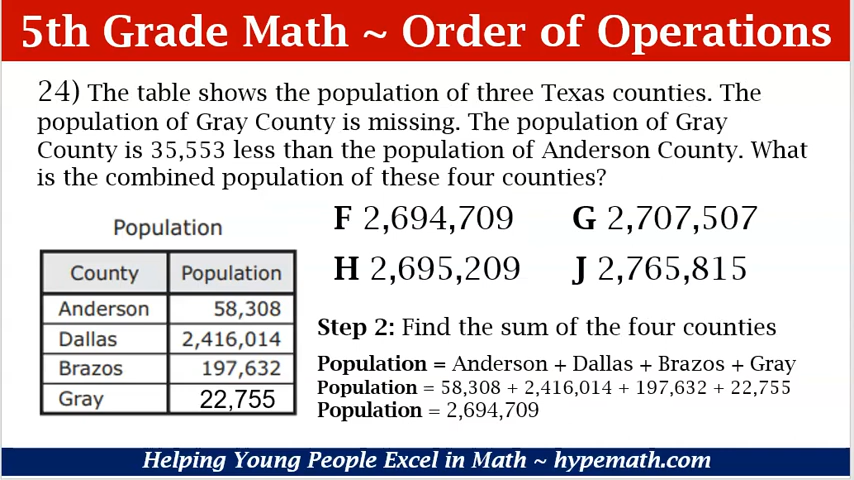 5th Grade Math ~ Order of Operations
24) The table shows the population of three Texas counties. The
population of Gray County is missing. The population of Gray
County is 35,553 less than the population of Anderson County. What
is the combined population of these four counties?
F 2,694,709 G 2,707,507
H 2,695,209 J 2,765,815
Population
County Population
Anderson 58,308
Dallas 2,416,014
Brazos 197,632
Gray 22,755
Step 2: Find the sum of the four counties
Population = Anderson + Dallas + Brazos + Gray
Population = 58,308 + 2,416,014 + 197,632 + 22,755
Population = 2,694,709
Helping Young People Excel in Math ~ hypemath.com